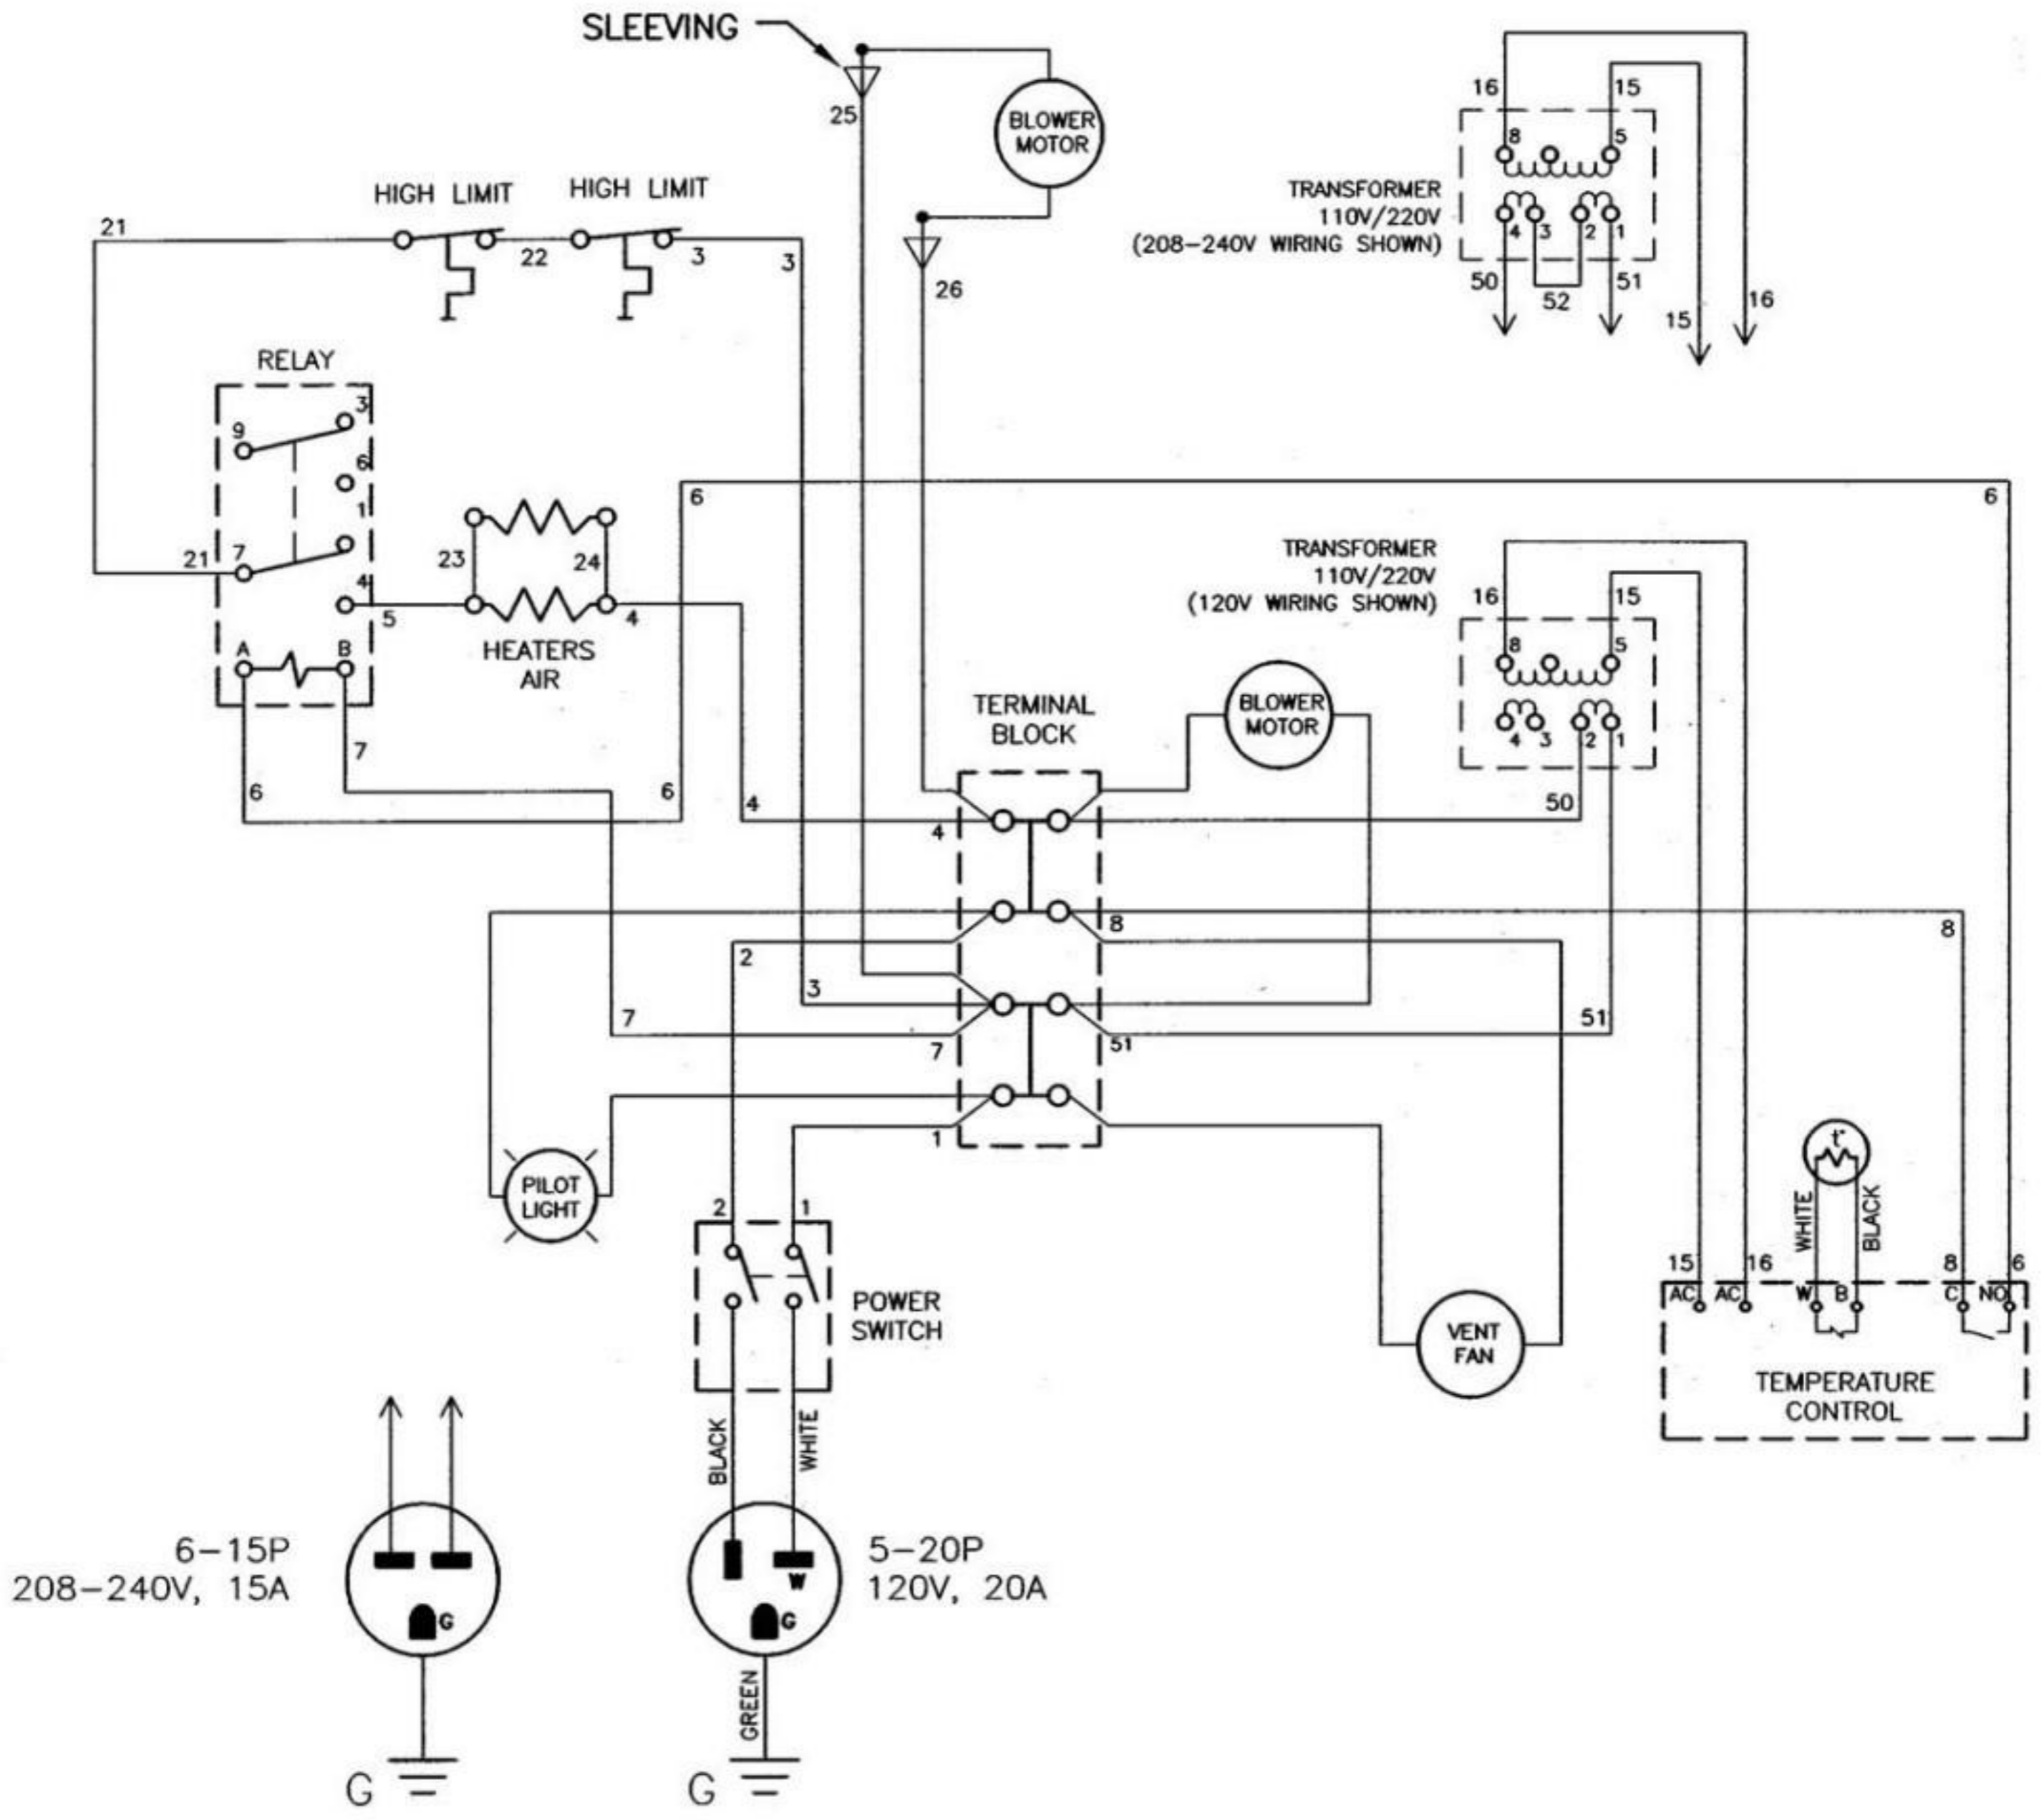 SLEEVING
25
BLOWER
MOTOR
26
16
15
8
5
TRANSFORMER
110V/220V
(208-240V WIRING SHOWN)
4
3
2
1
50
52
51
15
16
HIGH LIMIT
HIGH LIMIT
21
22
3
3
RELAY
3
9
6
1
21
7
4
5
A
B
7
6
23
24
4
HEATERS
AIR
6
6
6
4
TRANSFORMER
110V/220V
(120V WIRING SHOWN)
16
15
8
5
4
3
2
1
50
TERMINAL
BLOCK
BLOWER
MOTOR
4
8
8
2
3
7
7
51
51
1
PILOT
LIGHT
2
1
POWER
SWITCH
BLACK
WHITE
VENT
FAN
t°
WHITE
BLACK
15
16
8
6
AC
AC
W
B
C
NO
TEMPERATURE
CONTROL
6-15P
208-240V, 15A
G
G
5-20P
120V, 20A
W
G
GREEN
G